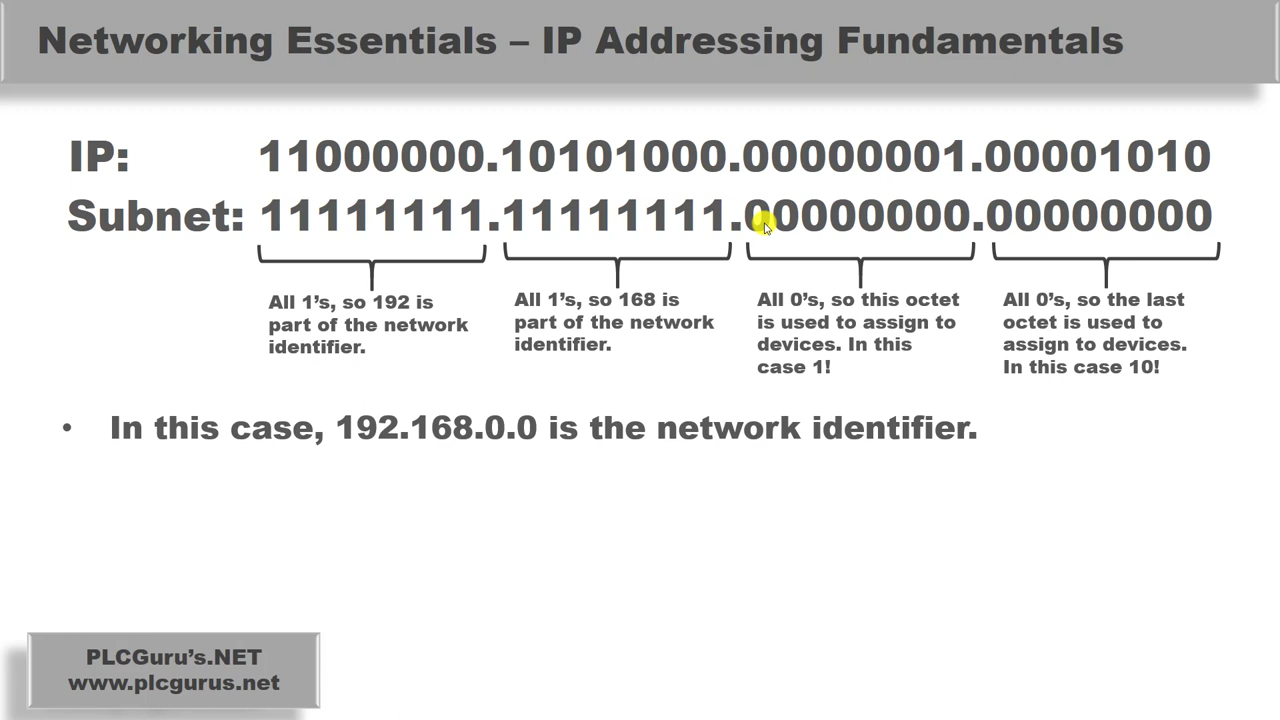 Networking Essentials – IP Addressing Fundamentals
IP: 11000000.10101000.00000001.00001010
Subnet: 11111111.11111111.00000000.00000000
All 1’s, so 192 is
part of the network
identifier.
All 1’s, so 168 is
part of the network
identifier.
All 0’s, so this octet
is used to assign to
devices. In this
case 1!
All 0’s, so the last
octet is used to
assign to devices.
In this case 10!
• In this case, 192.168.0.0 is the network identifier.
PLCGuru’s.NET
www.plcgurus.net